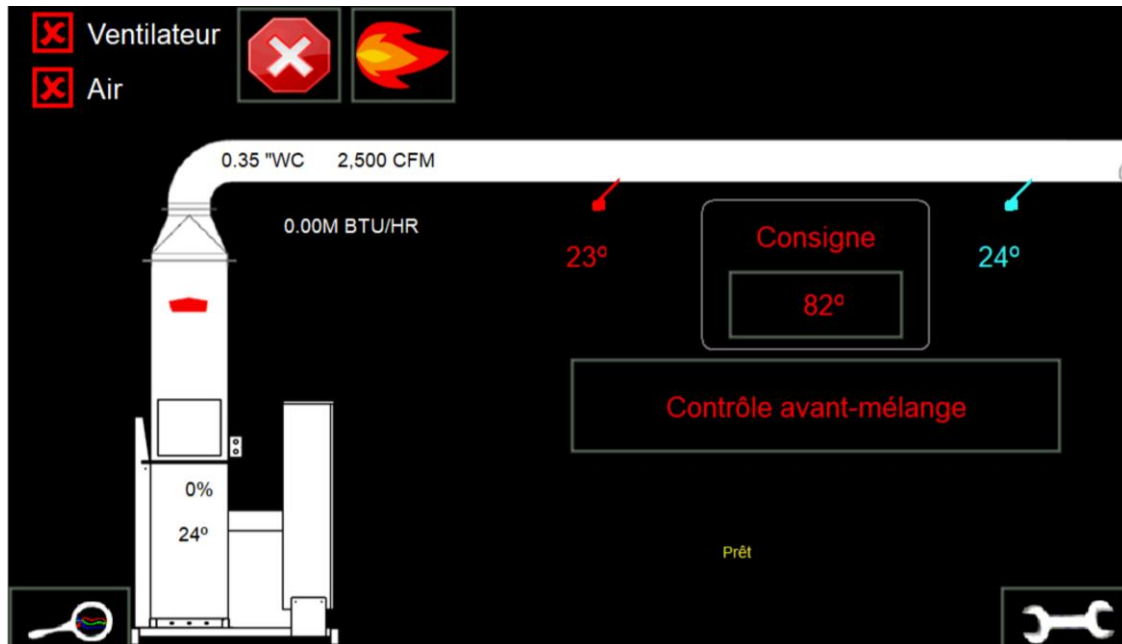 Ventilateur
Air
0.35 "WC 2,500 CFM
0.00M BTU/HR
Consigne
23º
24º
82º
Contrôle avant-mélange
0%
24º
Prêt